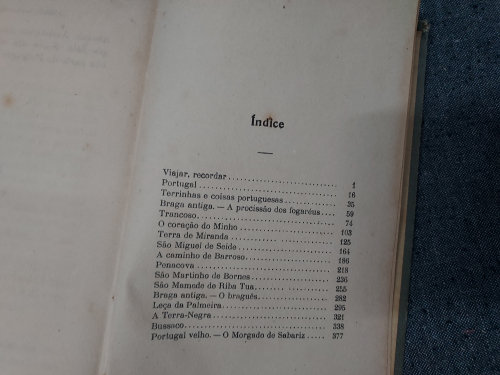 Índice
Viajar, recordar 1
Portugal 16
Terrinhas e coisas portuguesas 35
Braga antiga. — A procissão dos fogaréus 59
Trancoso 74
O coração do Minho 103
Terra de Miranda 125
São Miguel de Seide 164
A caminho de Barroso 186
Penacova 218
São Martinho de Bornes 236
São Mamede de Riba Tua 255
Braga antiga. — O braguês 282
Leça da Palmeira 295
A Terra-Negra 321
Bussaco 338
Portugal velho. — O Morgado de Sabariz 377